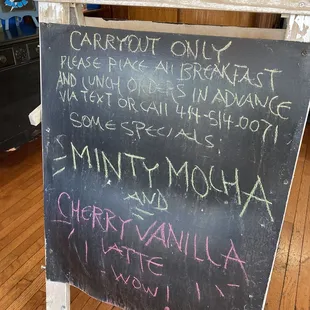 CARRYOUT ONLY
PLEASE PLACE All BREAKFAST
AND LUNCH ORDERS IN ADVANCE
VIA TEXT OR CALL 414-514-0071
SOME SPECIALS:
MINTY MOCHA
AND
CHERRY VANILLA
LATTE
WOW!